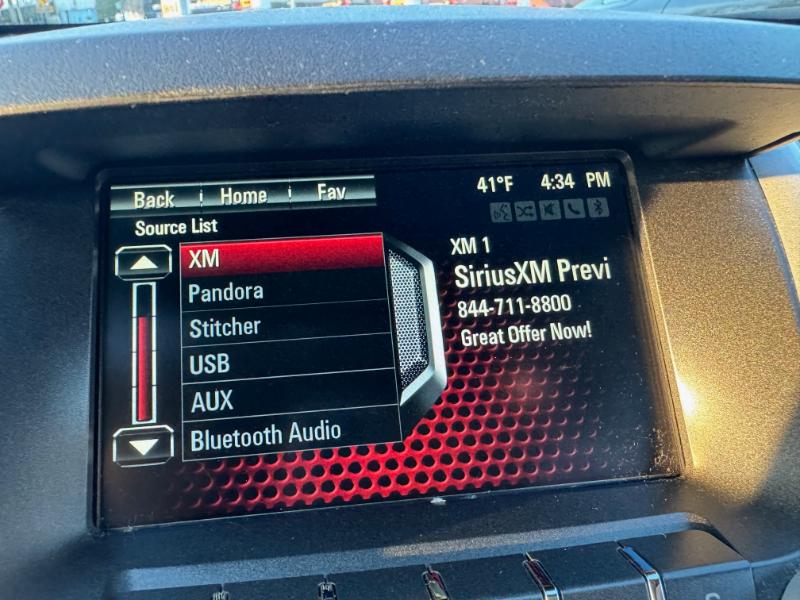 Back Home Fav
41°F 4:34 PM
Source List
XM
Pandora
Stitcher
USB
AUX
Bluetooth Audio
XM 1
SiriusXM Previ
844-711-8800
Great Offer Now!